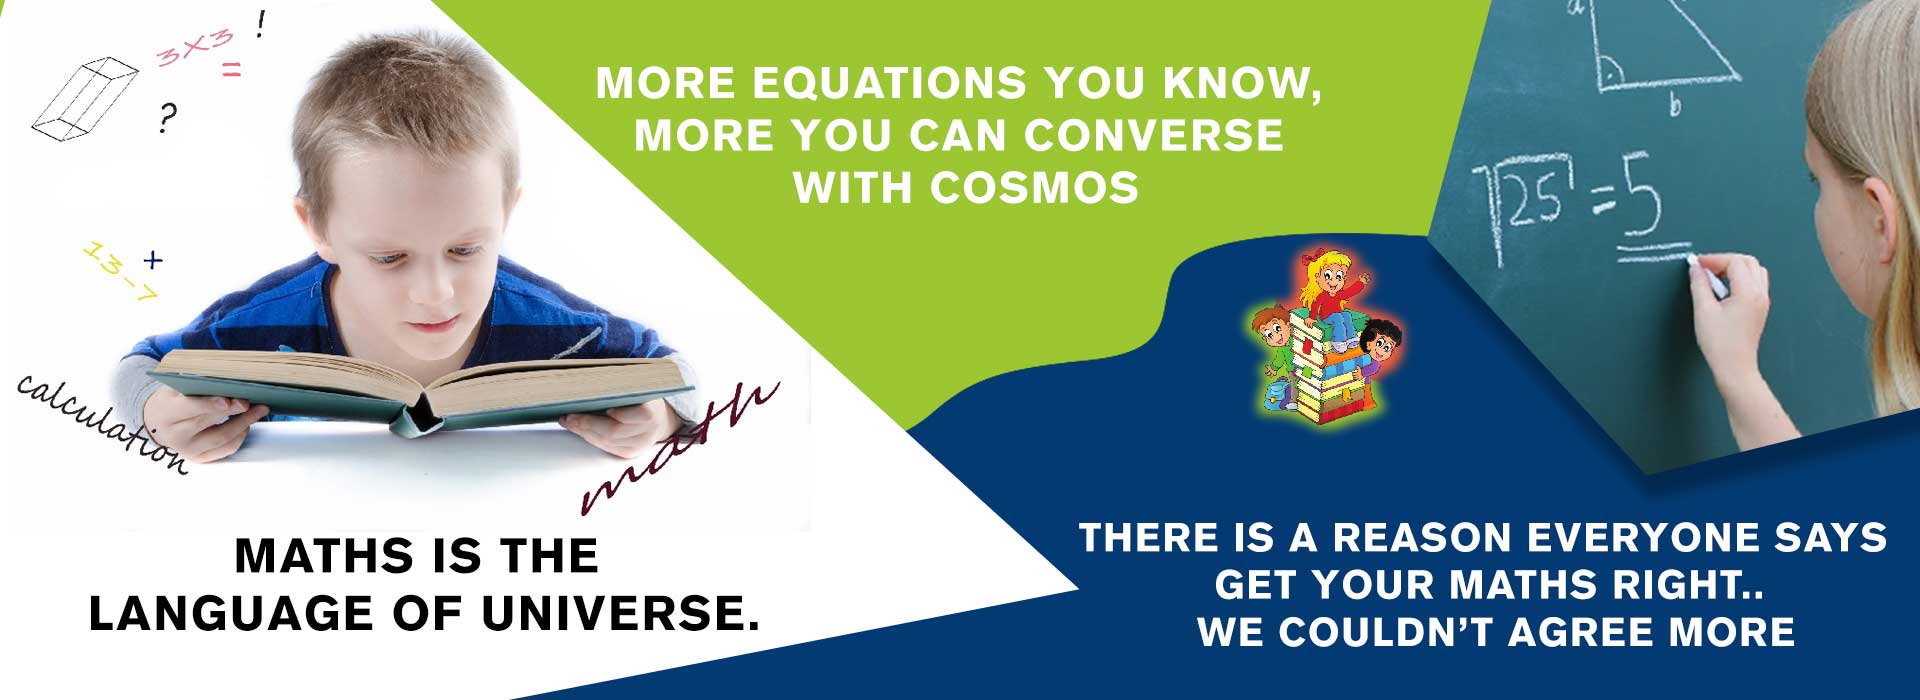 3×3
=
!
?
13-7
+
calculation
math
MATHS IS THE
LANGUAGE OF UNIVERSE.
MORE EQUATIONS YOU KNOW,
MORE YOU CAN CONVERSE
WITH COSMOS
a
b
√25 = 5
THERE IS A REASON EVERYONE SAYS
GET YOUR MATHS RIGHT..
WE COULDN'T AGREE MORE